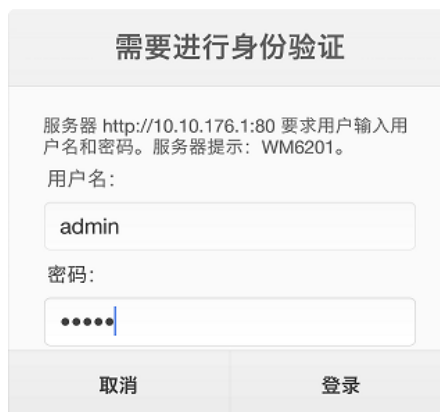 需要进行身份验证
服务器 http://10.10.176.1:80 要求用户输入用
户名和密码。服务器提示：WM6201。
用户名：
admin
密码：
•••••
取消 登录